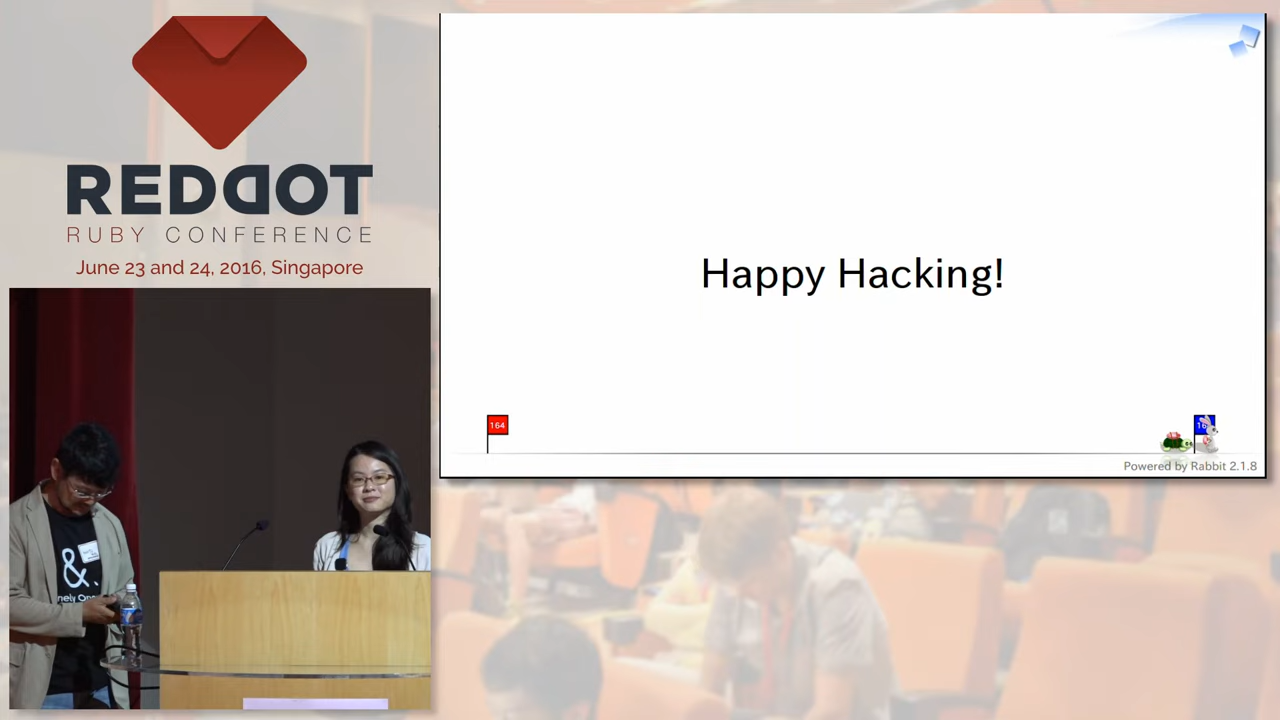 REDDOT
RUBY CONFERENCE
June 23 and 24, 2016, Singapore
Happy Hacking!
164
Powered by Rabbit 2.1.8
&.